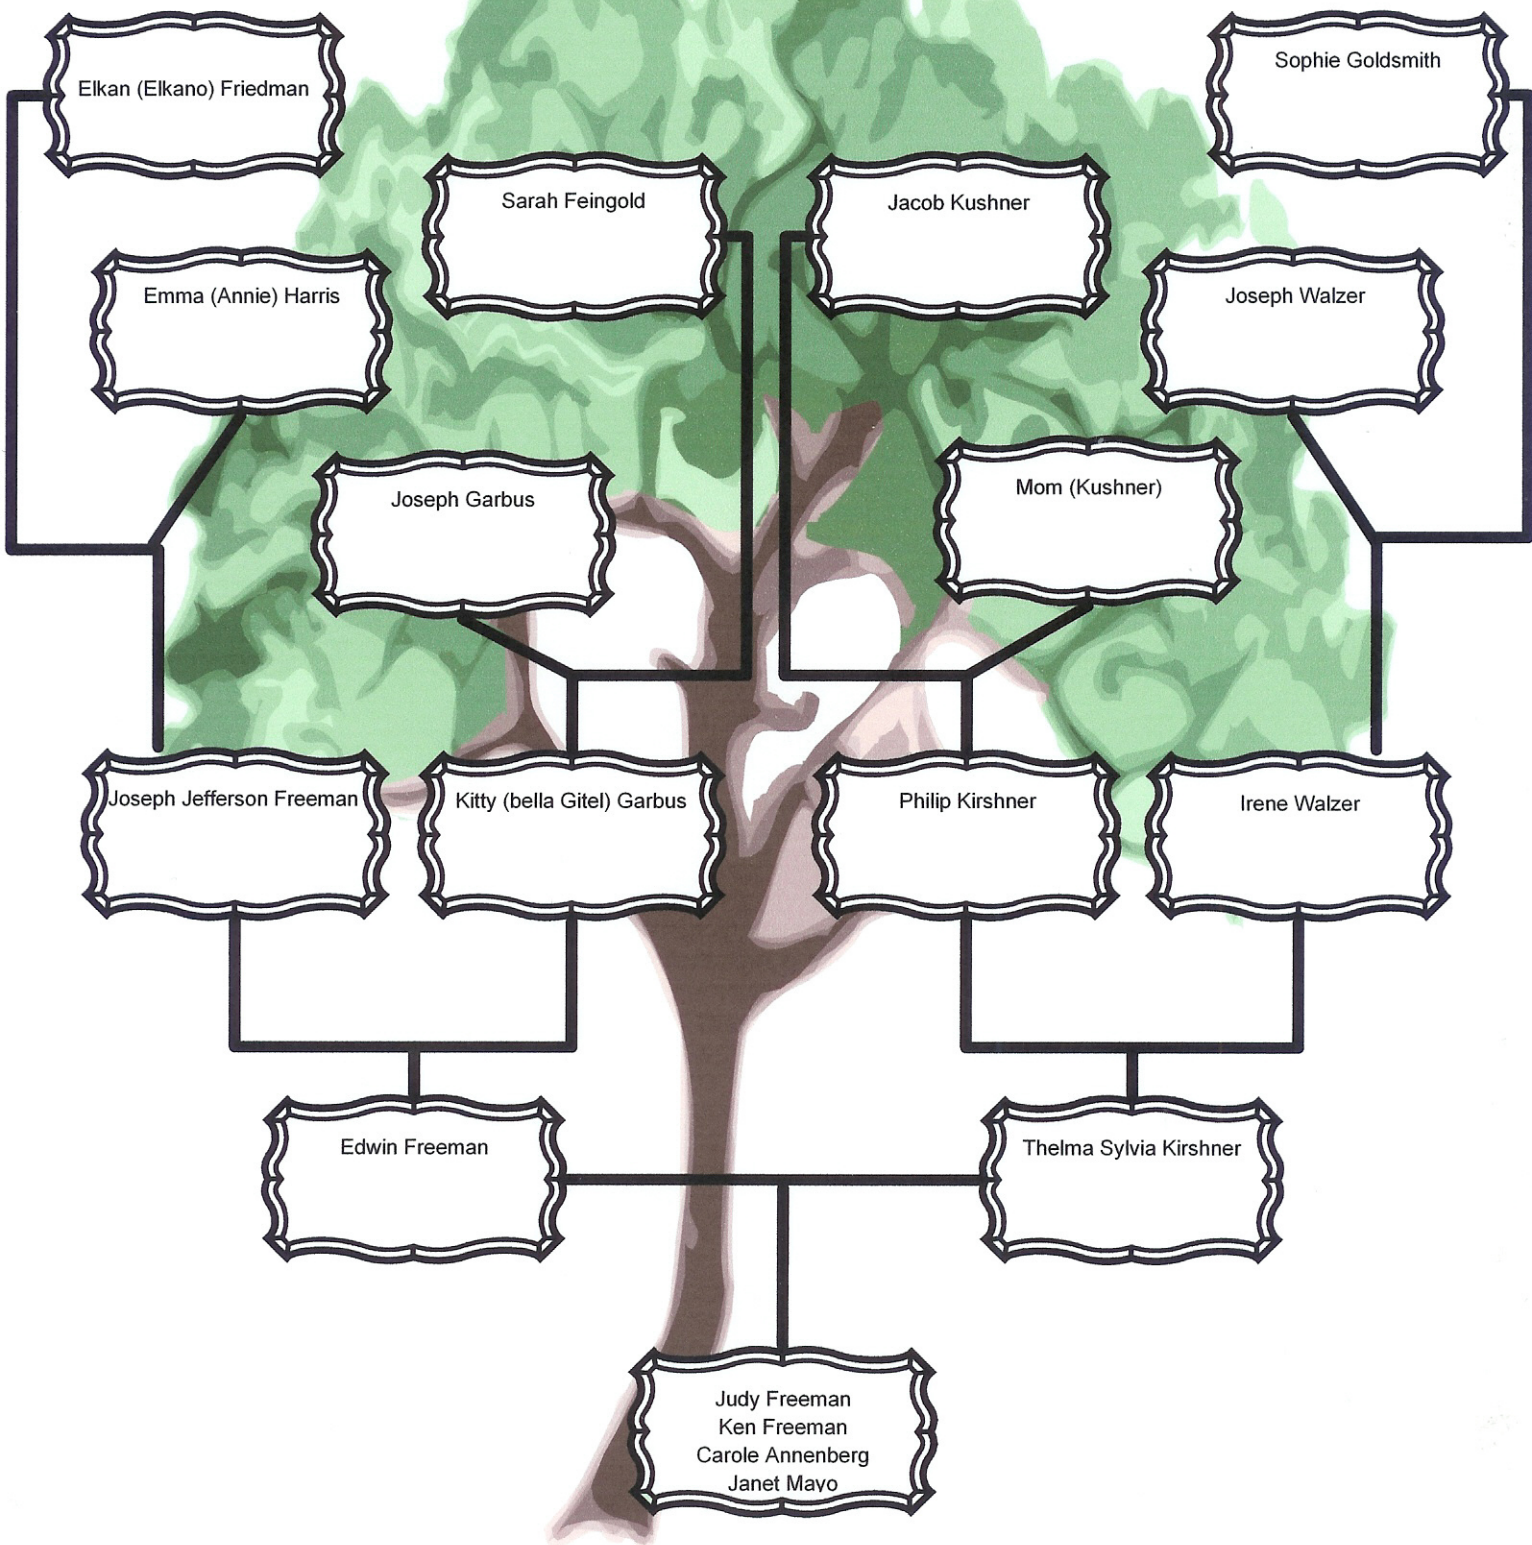 Elkan (Elkano) Friedman
Sophie Goldsmith
Sarah Feingold
Jacob Kushner
Emma (Annie) Harris
Joseph Walzer
Joseph Garbus
Mom (Kushner)
Joseph Jefferson Freeman
Kitty (bella Gitel) Garbus
Philip Kirshner
Irene Walzer
Edwin Freeman
Thelma Sylvia Kirshner
Judy Freeman
Ken Freeman
Carole Annenberg
Janet Mayo